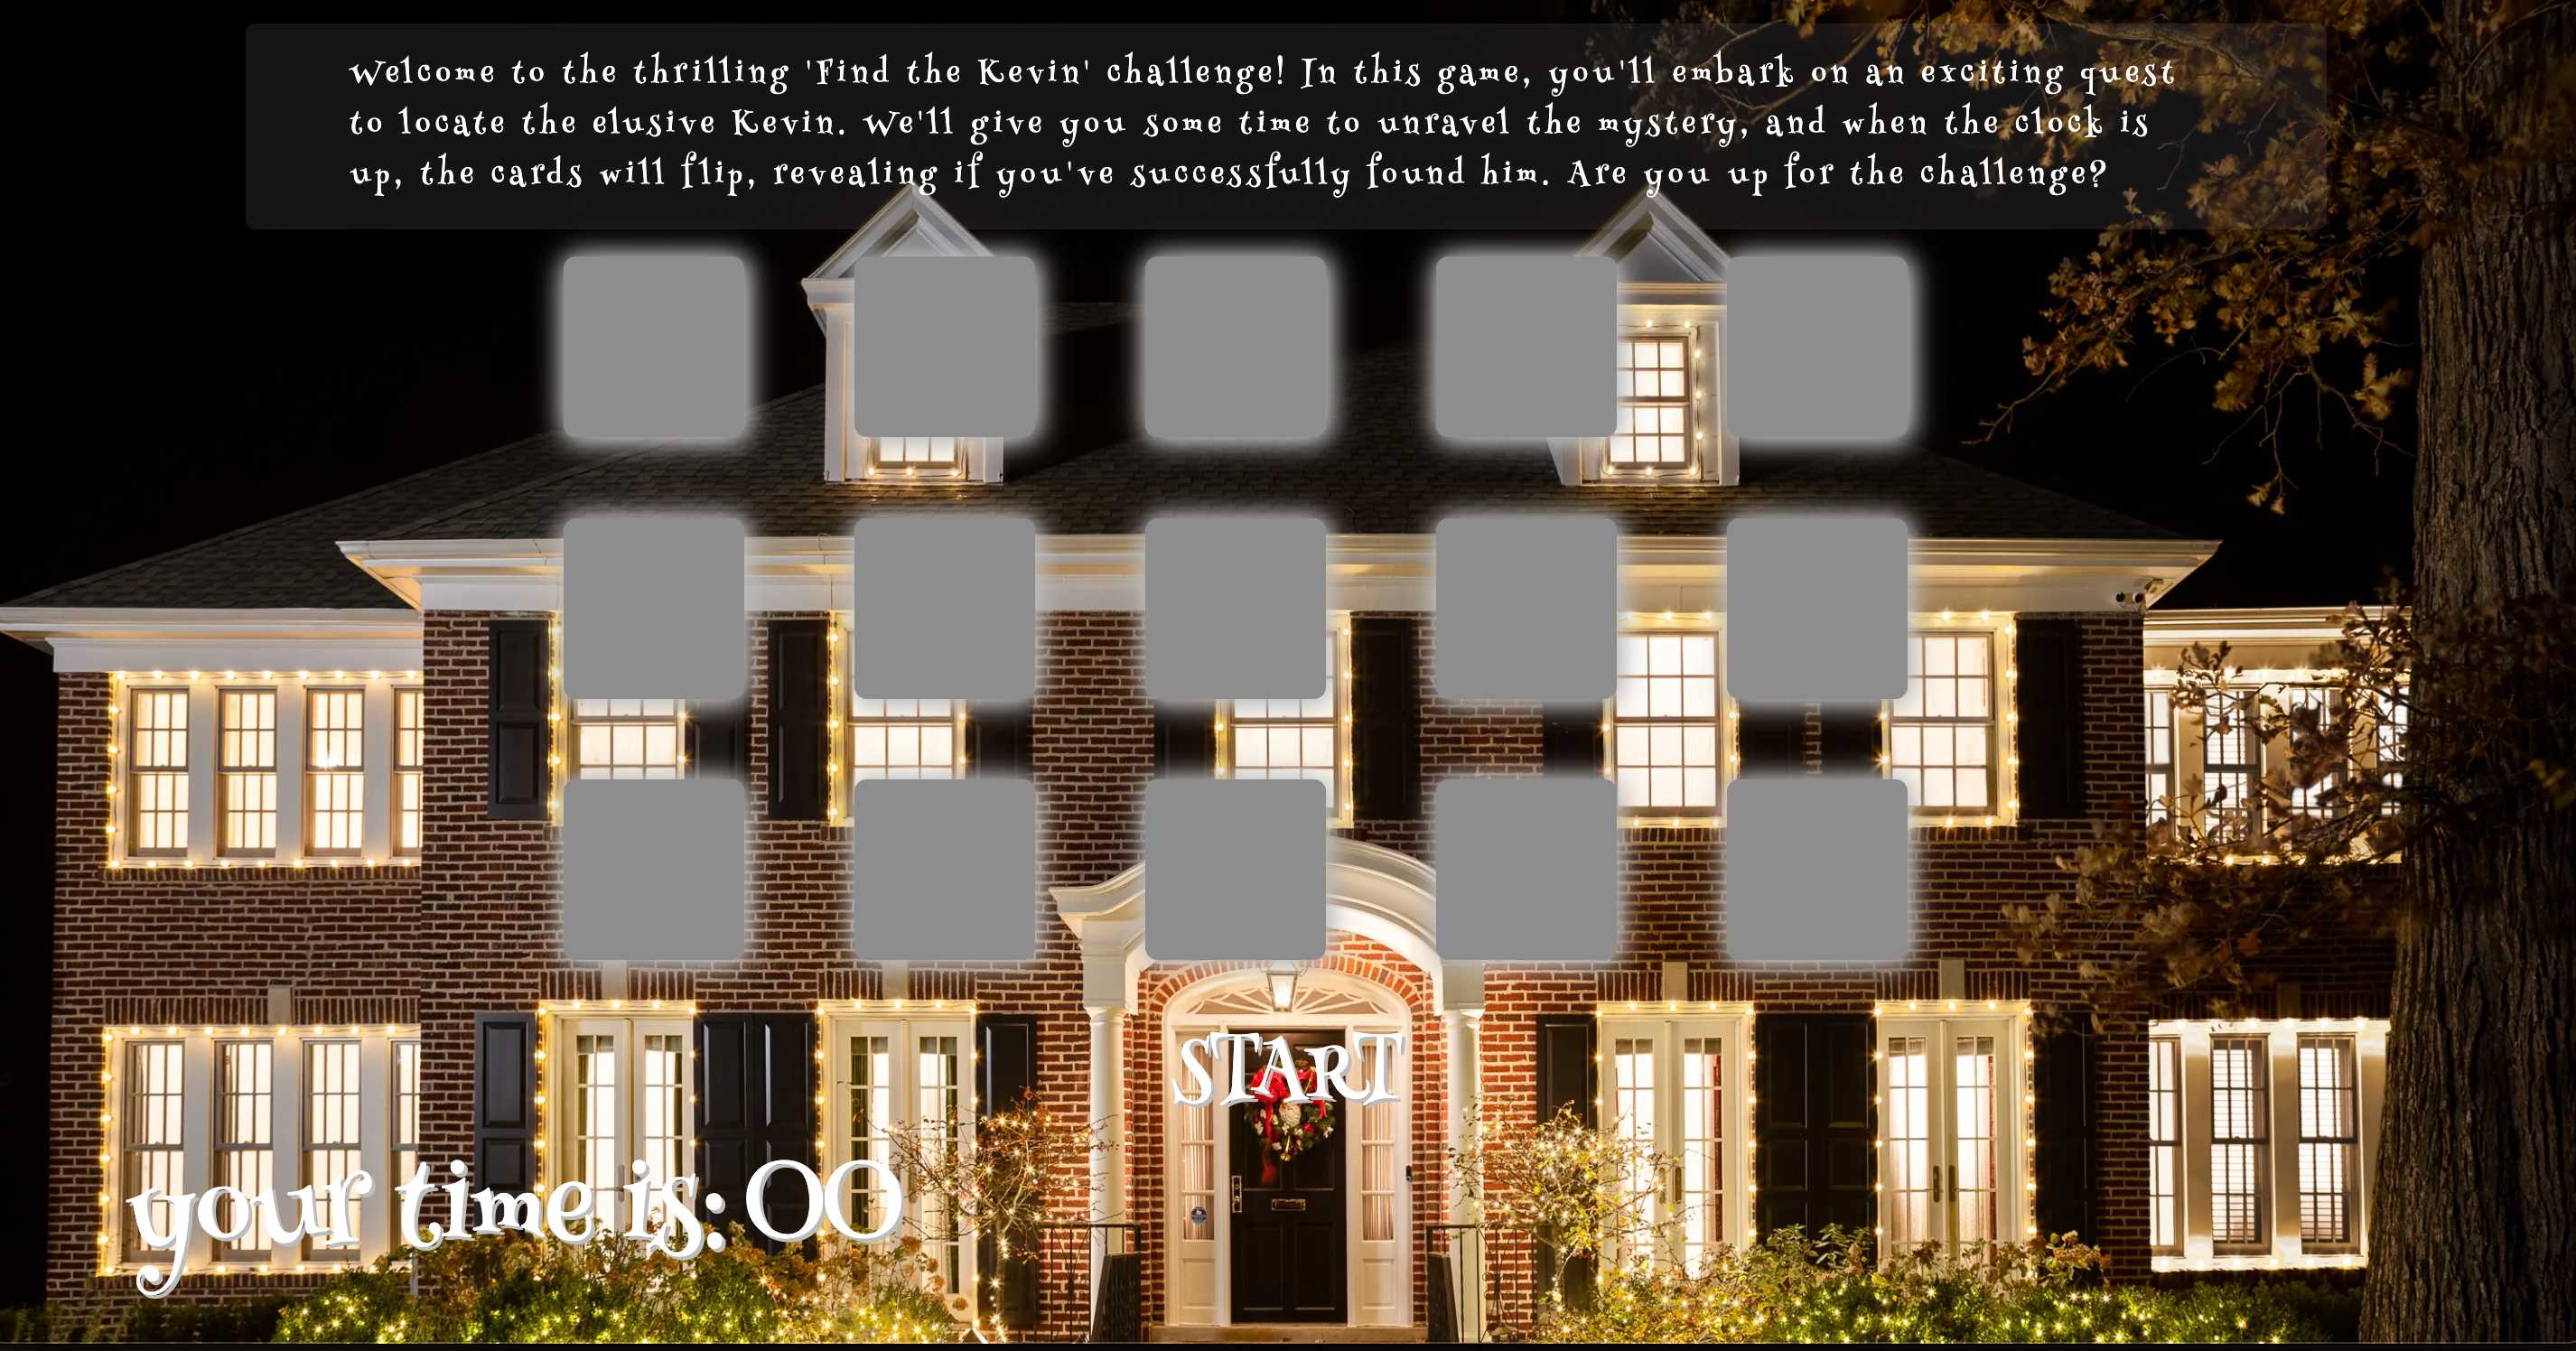 Welcome to the thrilling 'Find the Kevin' challenge! In this game, you'll embark on an exciting quest
to locate the elusive Kevin. We'll give you some time to unravel the mystery, and when the clock is
up, the cards will flip, revealing if you've successfully found him. Are you up for the challenge?
START
your time is: 00